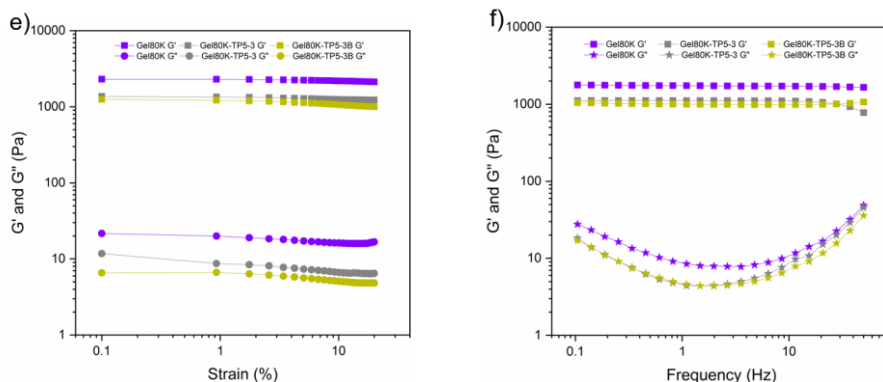 e)
10000
1000
100
10
1
G' and G" (Pa)
Gel80K G' Gel80K-TP5-3 G' Gel80K-TP5-3B G'
Gel80K G" Gel80K-TP5-3 G" Gel80K-TP5-3B G"
0.1 1 10
Strain (%)
f)
10000
1000
100
10
1
G' and G" (Pa)
Gel80K G' Gel80K-TP5-3 G' Gel80K-TP5-3B G'
Gel80K G" Gel80K-TP5-3 G" Gel80K-TP5-3B G"
0.1 1 10
Frequency (Hz)